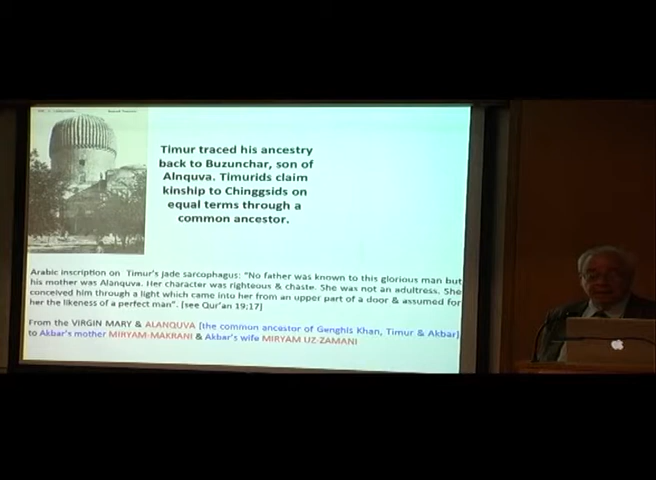 Timur traced his ancestry
back to Buzunchar, son of
Alnquva. Timurids claim
kinship to Chinggsids on
equal terms through a
common ancestor.
Arabic inscription on Timur's jade sarcophagus: "No father was known to this glorious man but
his mother was Alanquva. Her character was righteous & chaste. She was not an adultress. She
conceived him through a light which came into her from an upper part of a door & assumed for
her the likeness of a perfect man". [see Qur'an 19;17]
From the VIRGIN MARY & ALANQUVA [the common ancestor of Genghis Khan, Timur & Akbar]
to Akbar's mother MIRYAM-MAKRANI & Akbar's wife MIRYAM UZ-ZAMANI